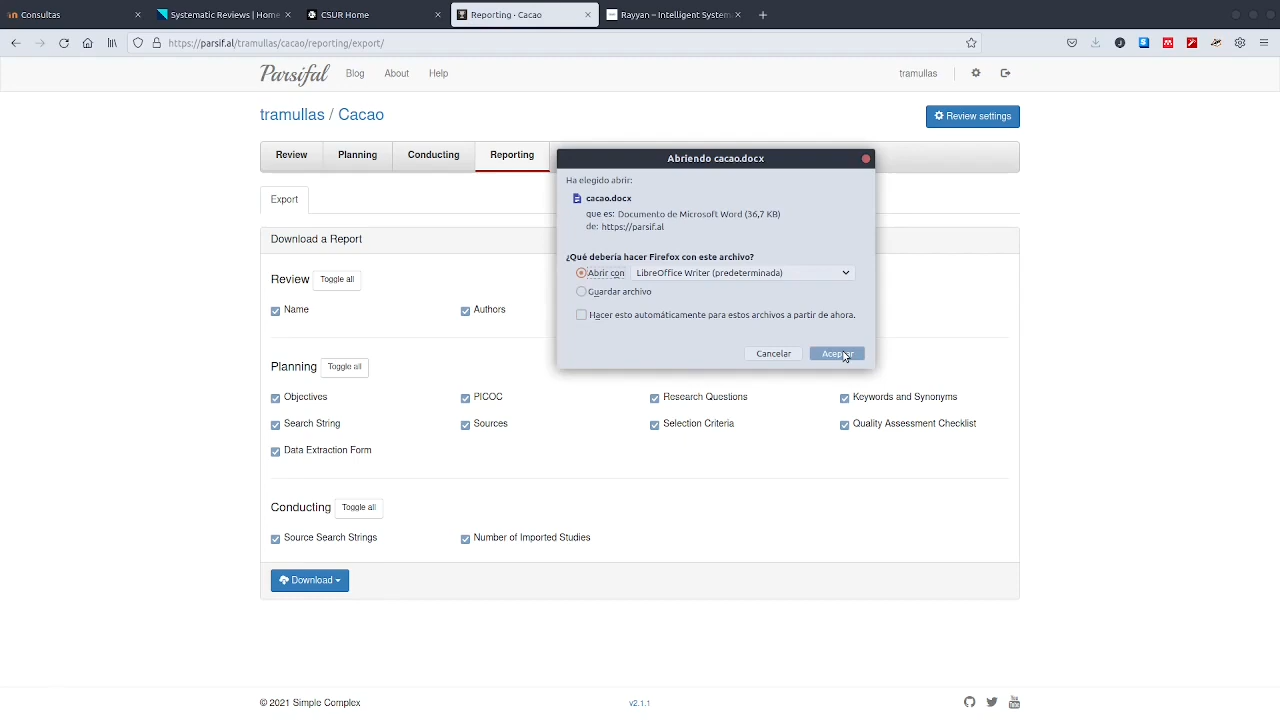 Consultas
Systematic Reviews | Home
CSUR Home
Reporting · Cacao
Rayyan – Intelligent System
https://parsif.al/tramullas/cacao/reporting/export/
Parsifal
Blog
About
Help
tramullas
tramullas / Cacao
Review settings
Review
Planning
Conducting
Reporting
Export
Download a Report
Review
Toggle all
Name
Authors
Planning
Toggle all
Objectives
PICOC
Research Questions
Keywords and Synonyms
Search String
Sources
Selection Criteria
Quality Assessment Checklist
Data Extraction Form
Conducting
Toggle all
Source Search Strings
Number of Imported Studies
Download
Abriendo cacao.docx
Ha elegido abrir:
cacao.docx
que es: Documento de Microsoft Word (36,7 KB)
de: https://parsif.al
¿Qué debería hacer Firefox con este archivo?
Abrir con
LibreOffice Writer (predeterminada)
Guardar archivo
Hacer esto automáticamente para estos archivos a partir de ahora.
Cancelar
Aceptar
© 2021 Simple Complex
v2.1.1